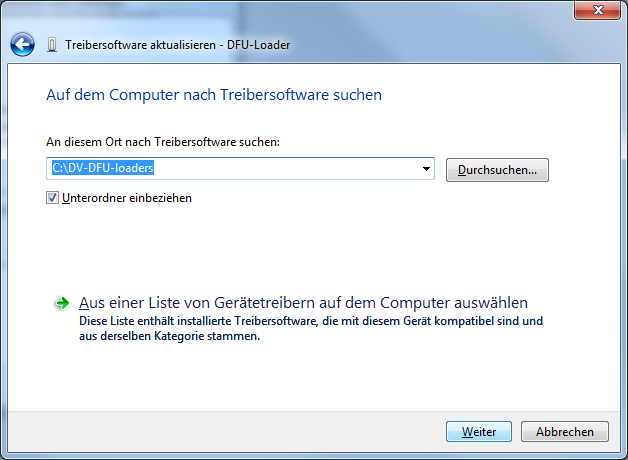 Treibersoftware aktualisieren - DFU-Loader
Auf dem Computer nach Treibersoftware suchen
An diesem Ort nach Treibersoftware suchen:
C:\DV-DFU-loaders
Durchsuchen...
Unterordner einbeziehen
Aus einer Liste von Gerätetreibern auf dem Computer auswählen
Diese Liste enthält installierte Treibersoftware, die mit diesem Gerät kompatibel sind und
aus derselben Kategorie stammen.
Weiter
Abbrechen